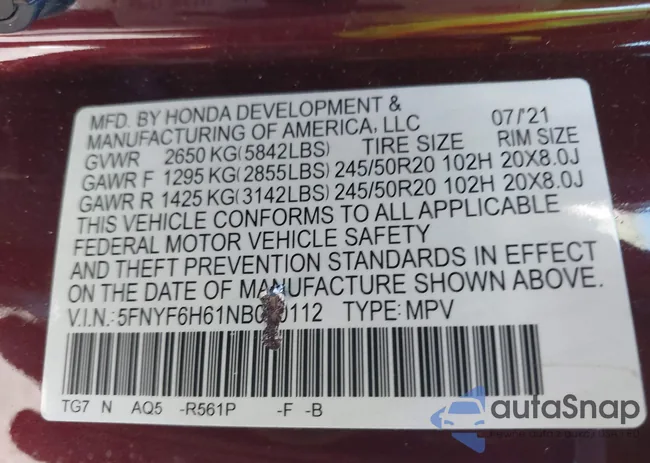 MFD. BY HONDA DEVELOPMENT &
MANUFACTURING OF AMERICA, LLC 07/'21
GVWR 2650 KG(5842LBS) TIRE SIZE RIM SIZE
GAWR F 1295 KG(2855LBS) 245/50R20 102H 20X8.0J
GAWR R 1425 KG(3142LBS) 245/50R20 102H 20X8.0J
THIS VEHICLE CONFORMS TO ALL APPLICABLE
FEDERAL MOTOR VEHICLE SAFETY
AND THEFT PREVENTION STANDARDS IN EFFECT
ON THE DATE OF MANUFACTURE SHOWN ABOVE.
V.I.N.: TYPE: MPV
TG7 N AQ5 -R561P -F -B
autoSnap